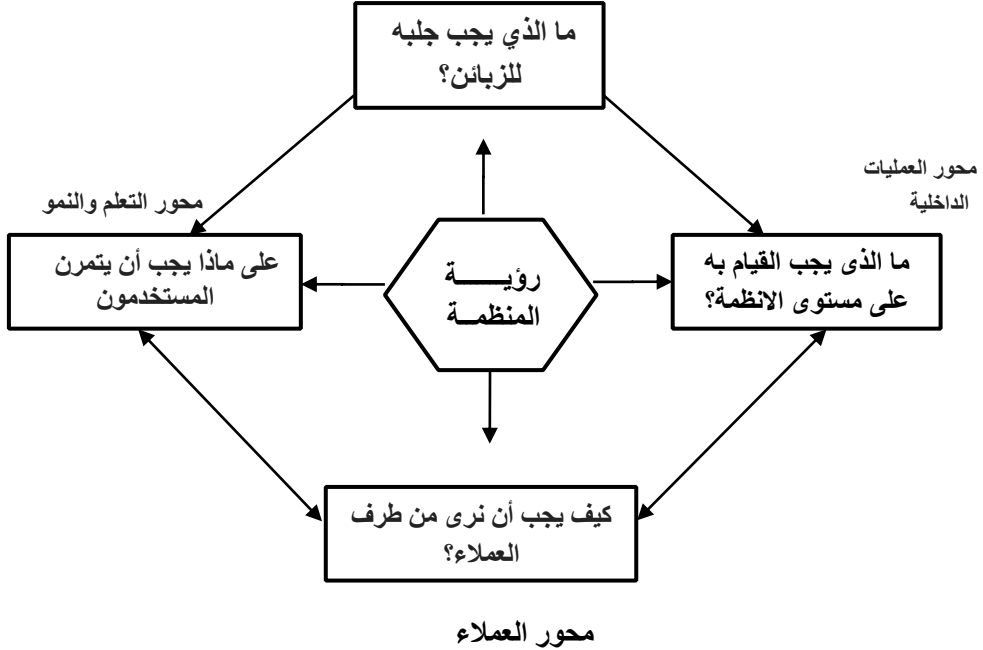 ما الذي يجب جلبه
للزبائن؟
محور العمليات
الداخلية
محور التعلم والنمو
ما الذى يجب القيام به
على مستوى الانظمة؟
رؤيـــــــة
المنظمــة
على ماذا يجب أن يتمرن
المستخدمون
كيف يجب أن نرى من طرف
العملاء؟
محور العملاء